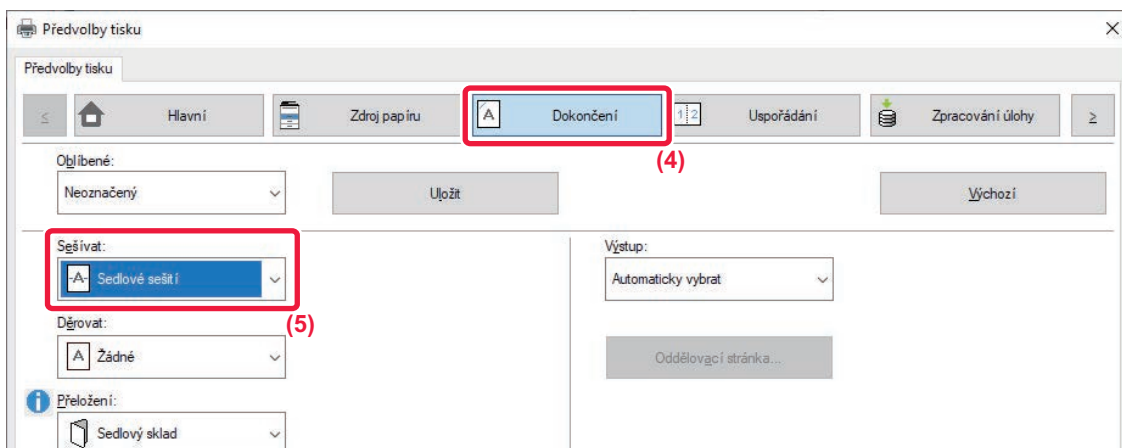 Předvolby tisku
Předvolby tisku
< Hlavní Zdroj papíru A Dokončení 1 2 Uspořádání Zpracování úlohy >
(4)
Oblíbené:
Neoznačený Uložit Výchozí
Sešívat: Výstup:
-A- Sedlové sešití Automaticky vybrat
(5)
Děrovat:
A Žádné Oddělovací stránka...
i Přeložení:
Sedlový sklad